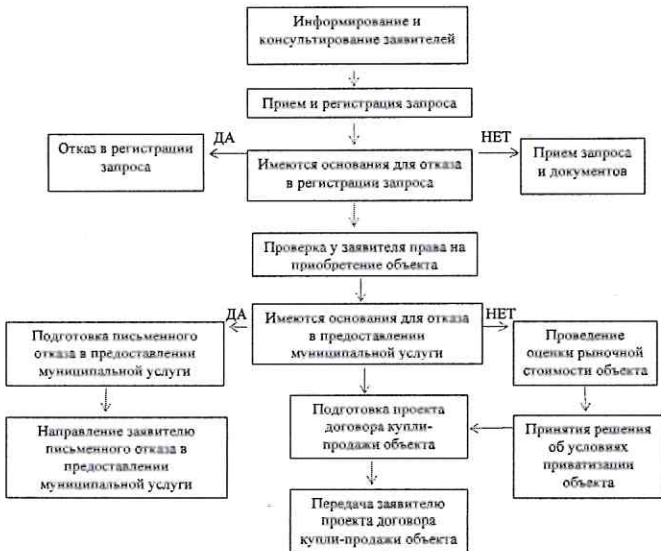 Информирование и
консультирование заявителей
Прием и регистрация запроса
ДА
НЕТ
Отказ в регистрации
запроса
Имеются основания для отказа
в регистрации запроса
Прием запроса
и документов
Проверка у заявителя права на
приобретение объекта
ДА
НЕТ
Подготовка письменного
отказа в предоставлении
муниципальной услуги
Имеются основания для отказа
в предоставлении
муниципальной услуги
Проведение
оценки рыночной
стоимости объекта
Направление заявителю
письменного отказа в
предоставлении
муниципальной услуги
Подготовка проекта
договора купли-
продажи объекта
Принятия решения
об условиях
приватизации
объекта
Передача заявителю
проекта договора
купли-продажи объекта